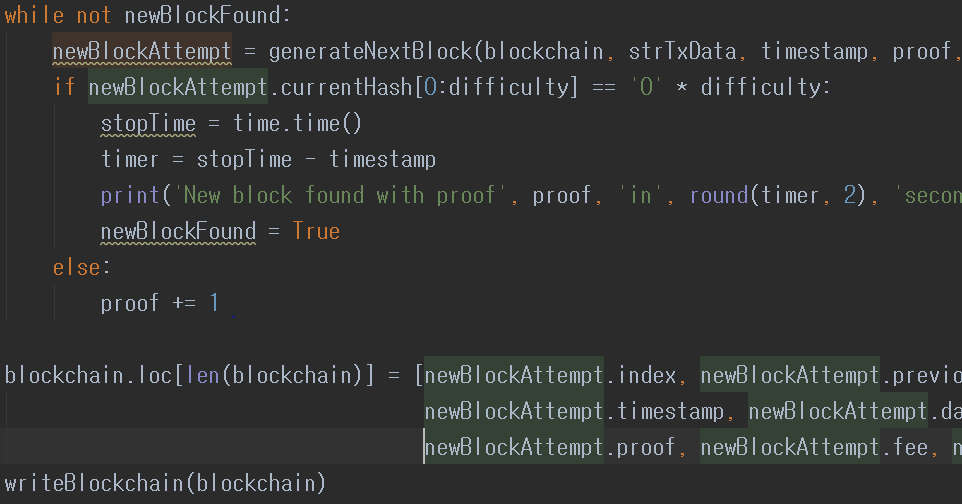 while not newBlockFound:
newBlockAttempt = generateNextBlock(blockchain, strTxData, timestamp, proof,
if newBlockAttempt.currentHash[0:difficulty] == '0' * difficulty:
stopTime = time.time()
timer = stopTime - timestamp
print('New block found with proof', proof, 'in', round(timer, 2), 'secon
newBlockFound = True
else:
proof += 1
blockchain.loc[len(blockchain)] = [newBlockAttempt.index, newBlockAttempt.previo
newBlockAttempt.timestamp, newBlockAttempt.da
newBlockAttempt.proof, newBlockAttempt.fee, n
writeBlockchain(blockchain)